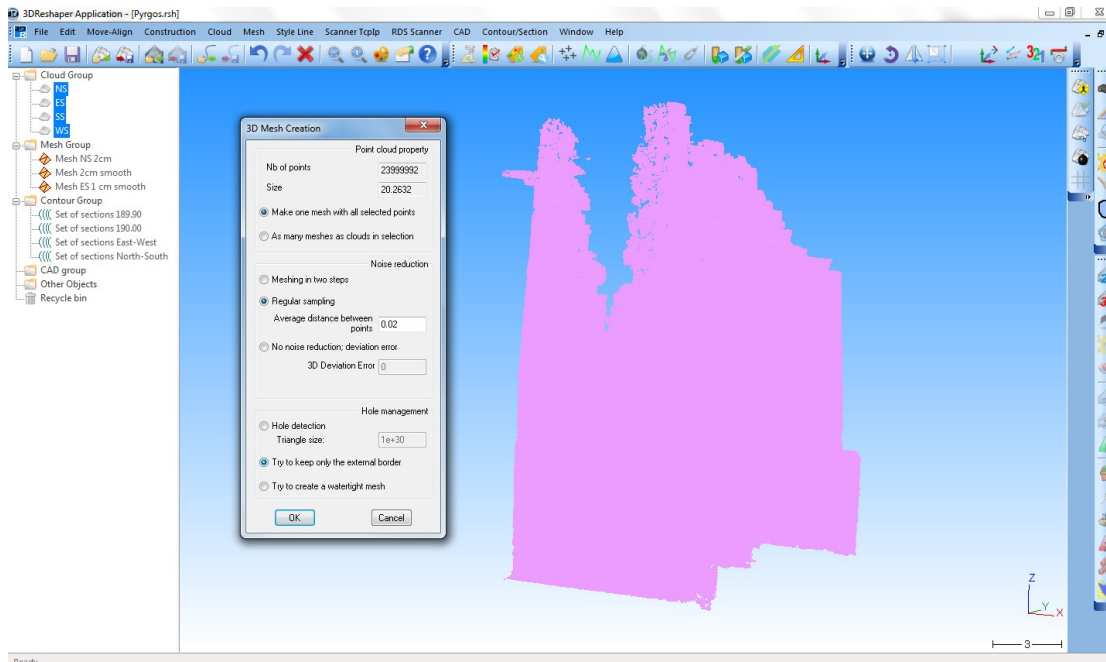 3DReshaper Application - [Pyrgos.rsh]
File Edit Move-Align Construction Cloud Mesh Style Line Scanner Tcplp RDS Scanner CAD Contour/Section Window Help
Cloud Group
NS
ES
SS
WS
Mesh Group
Mesh NS 2cm
Mesh 2cm smooth
Mesh ES 1 cm smooth
Contour Group
Set of sections 189.90
Set of sections 190.00
Set of sections East-West
Set of sections North-South
CAD group
Other Objects
Recycle bin
3D Mesh Creation
Point cloud property
Nb of points 23999992
Size 20.2632
Make one mesh with all selected points
As many meshes as clouds in selection
Noise reduction
Meshing in two steps
Regular sampling
Average distance between
points 0.02
No noise reduction; deviation error
3D Deviation Error 0
Hole management
Hole detection
Triangle size: 1e+30
Try to keep only the external border
Try to create a watertight mesh
OK Cancel
Z
Y
X
3
Ready